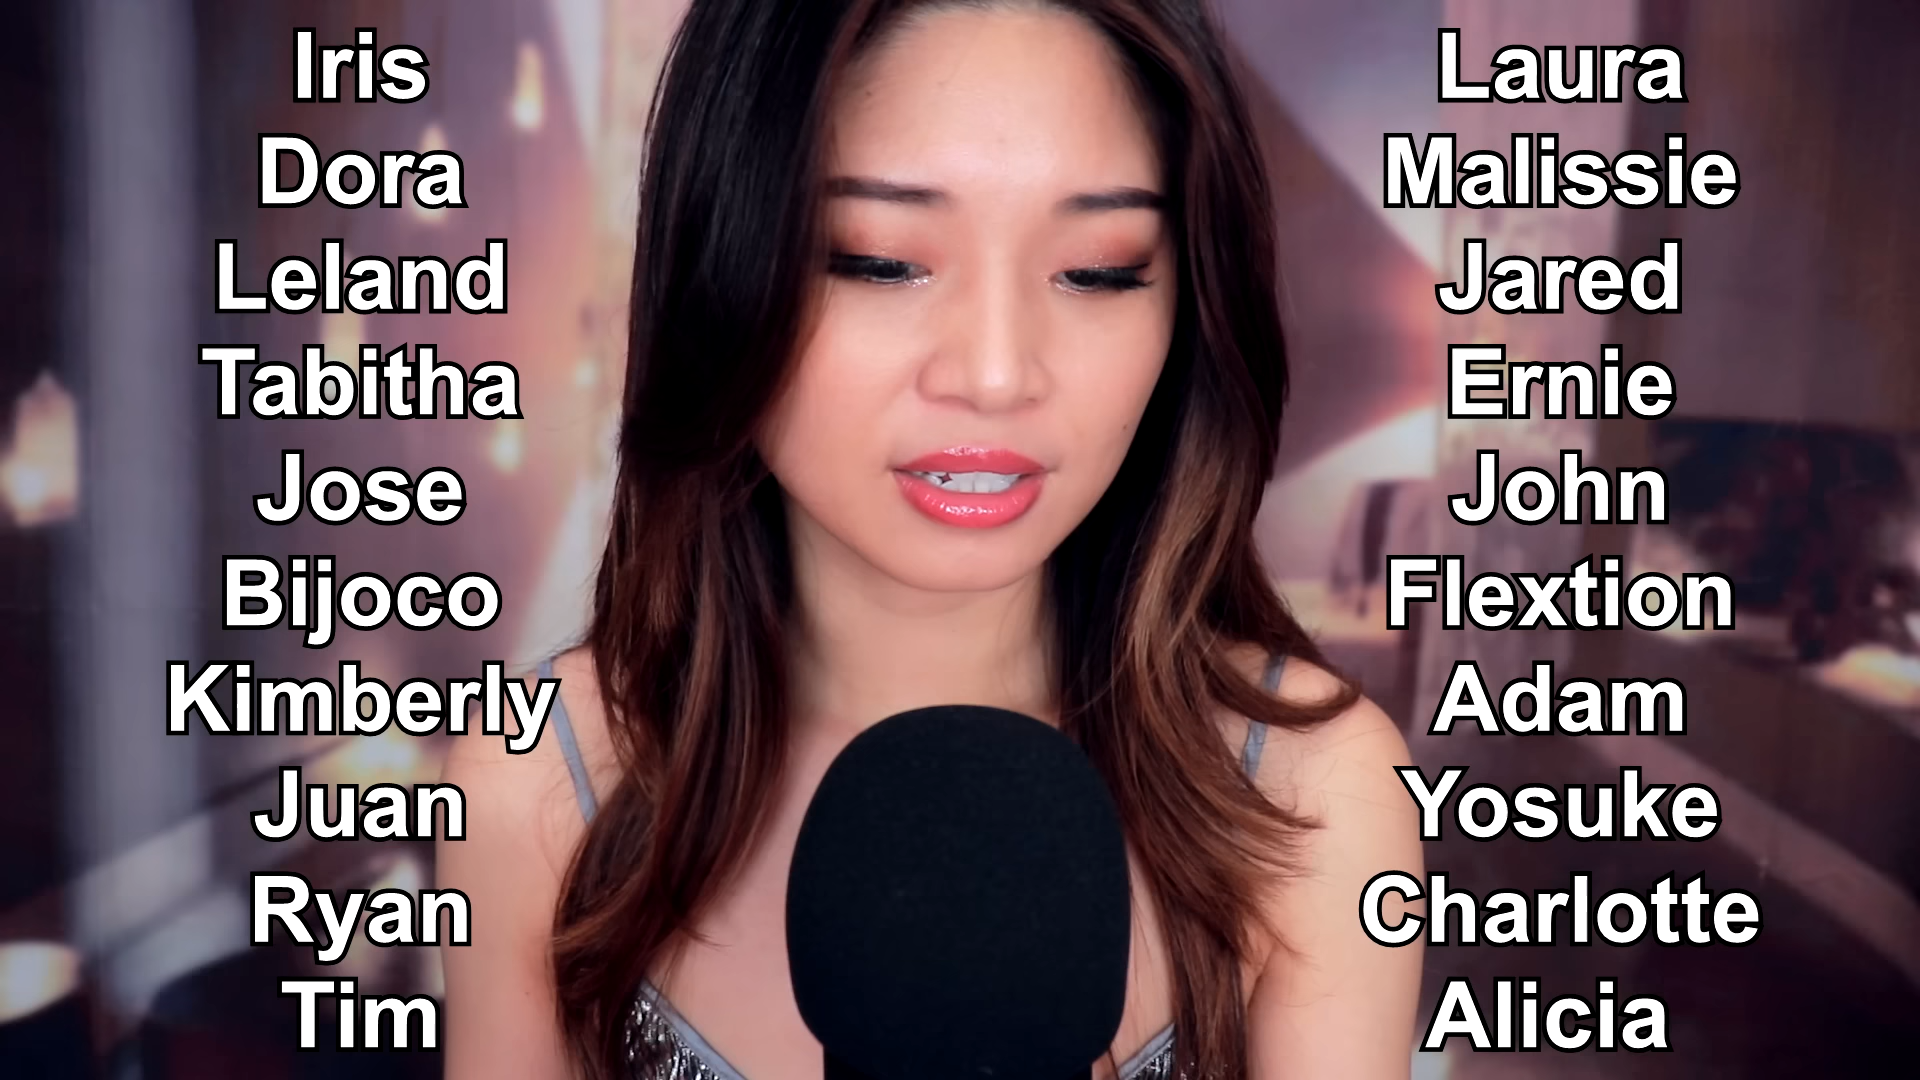 Iris
Dora
Leland
Tabitha
Jose
Bijoco
Kimberly
Juan
Ryan
Tim
Laura
Malissie
Jared
Ernie
John
Flextion
Adam
Yosuke
Charlotte
Alicia